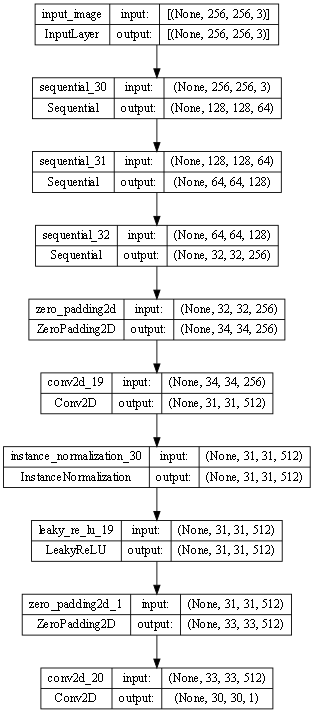 input_image input: [(None, 256, 256, 3)]
InputLayer output: [(None, 256, 256, 3)]
sequential_30 input: (None, 256, 256, 3)
Sequential output: (None, 128, 128, 64)
sequential_31 input: (None, 128, 128, 64)
Sequential output: (None, 64, 64, 128)
sequential_32 input: (None, 64, 64, 128)
Sequential output: (None, 32, 32, 256)
zero_padding2d input: (None, 32, 32, 256)
ZeroPadding2D output: (None, 34, 34, 256)
conv2d_19 input: (None, 34, 34, 256)
Conv2D output: (None, 31, 31, 512)
instance_normalization_30 input: (None, 31, 31, 512)
InstanceNormalization output: (None, 31, 31, 512)
leaky_re_lu_19 input: (None, 31, 31, 512)
LeakyReLU output: (None, 31, 31, 512)
zero_padding2d_1 input: (None, 31, 31, 512)
ZeroPadding2D output: (None, 33, 33, 512)
conv2d_20 input: (None, 33, 33, 512)
Conv2D output: (None, 30, 30, 1)